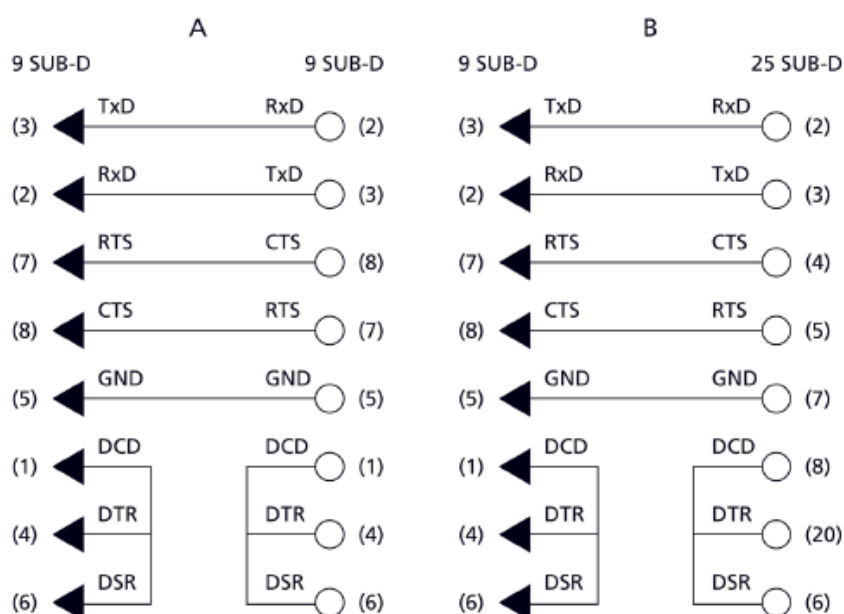 A B
9 SUB-D 9 SUB-D 9 SUB-D 25 SUB-D
(3) TxD RxD (2) (3) TxD RxD (2)
(2) RxD TxD (3) (2) RxD TxD (3)
(7) RTS CTS (8) (7) RTS CTS (4)
(8) CTS RTS (7) (8) CTS RTS (5)
(5) GND GND (5) (5) GND GND (7)
(1) DCD DCD (1) (1) DCD DCD (8)
(4) DTR DTR (4) (4) DTR DTR (20)
(6) DSR DSR (6) (6) DSR DSR (6)